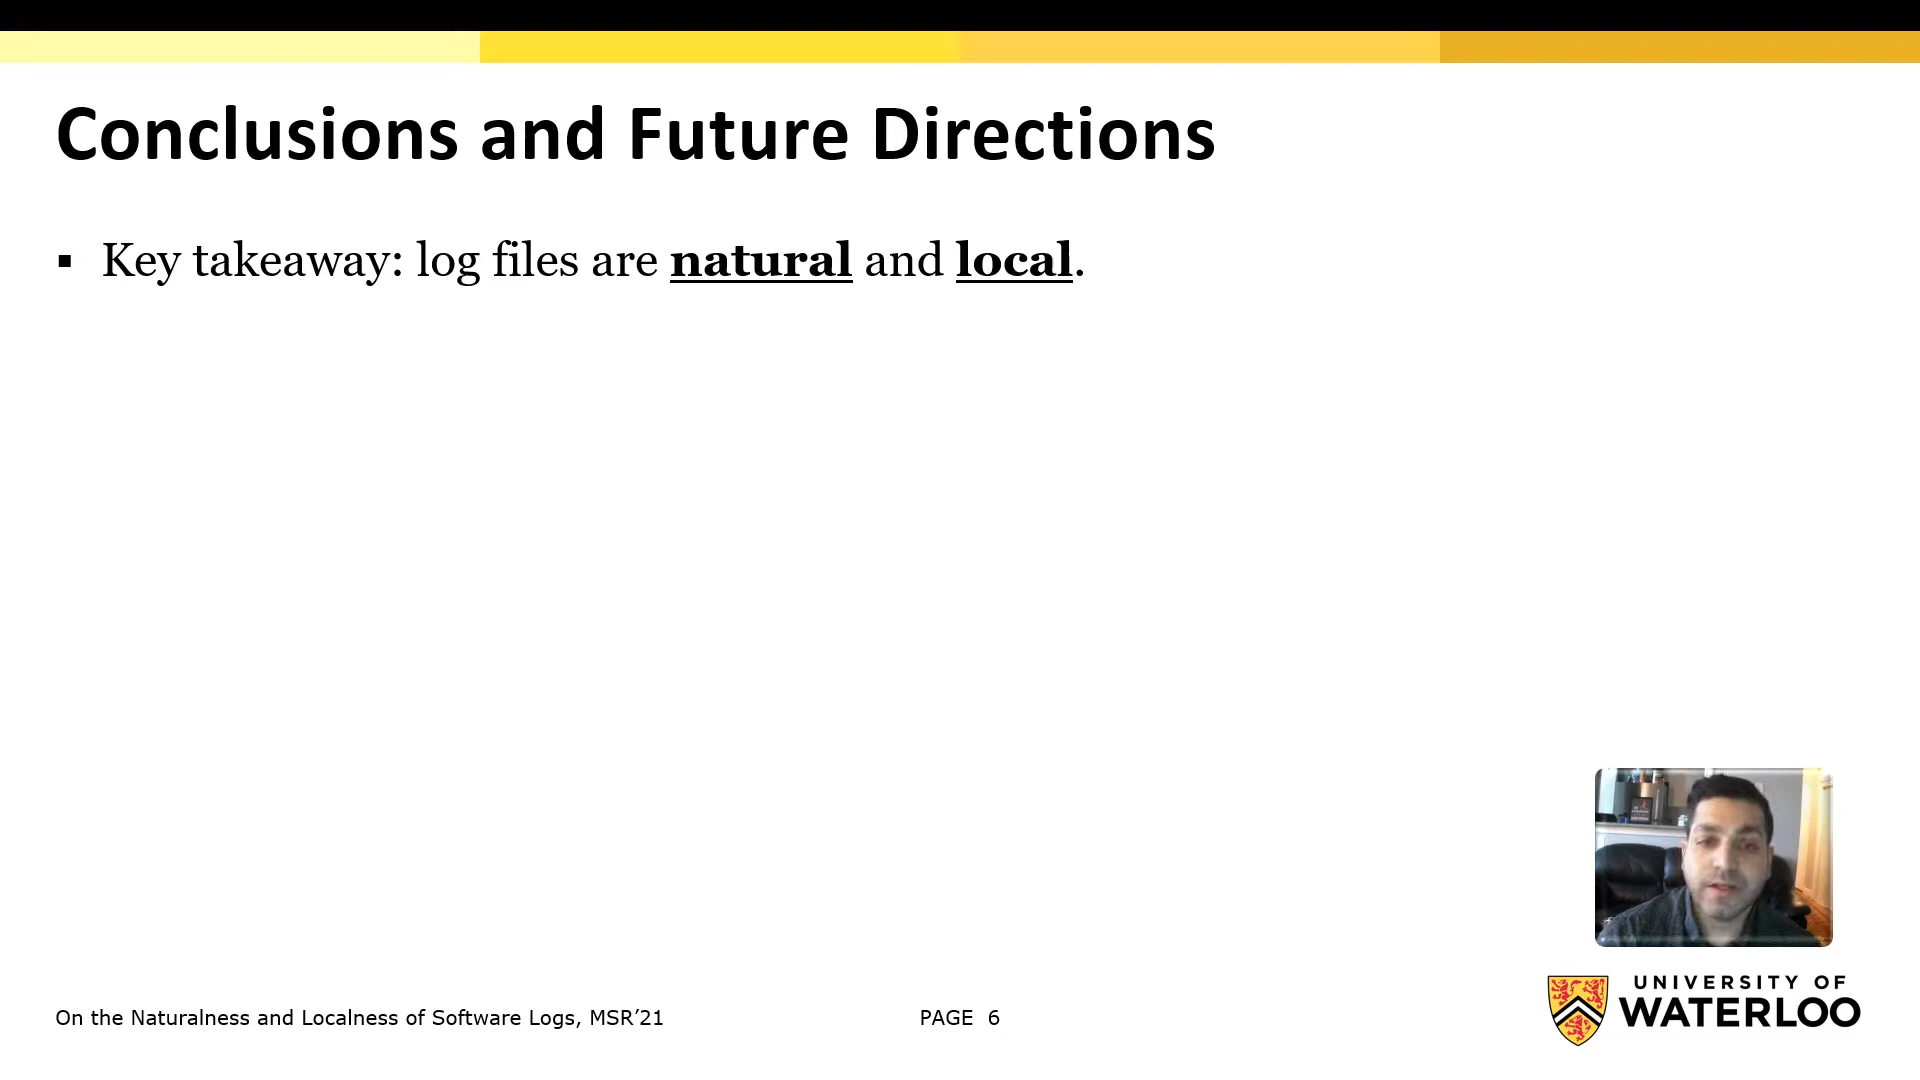 Conclusions and Future Directions
▪ Key takeaway: log files are natural and local.
On the Naturalness and Localness of Software Logs, MSR’21
PAGE 6
UNIVERSITY OF
WATERLOO